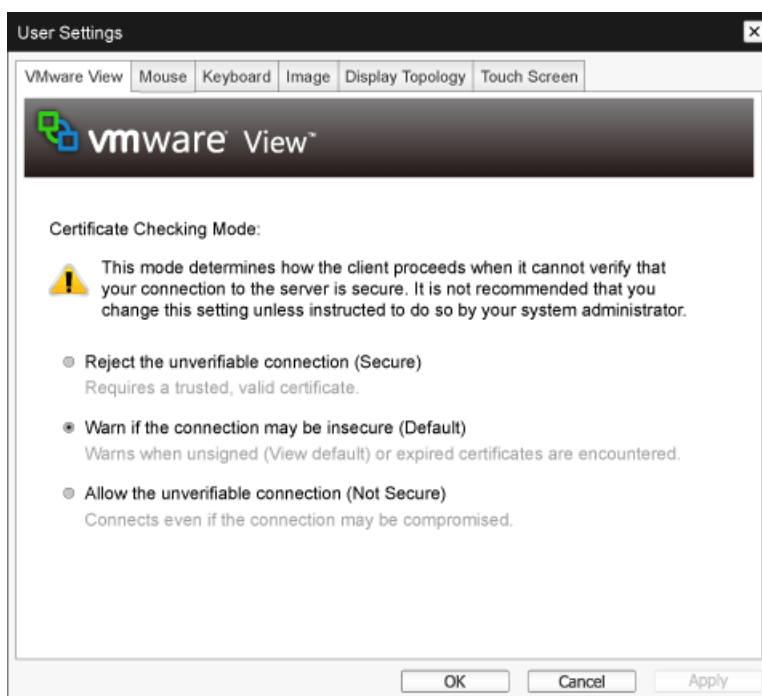 User Settings
VMware View Mouse Keyboard Image Display Topology Touch Screen
vmware View™
Certificate Checking Mode:
This mode determines how the client proceeds when it cannot verify that
your connection to the server is secure. It is not recommended that you
change this setting unless instructed to do so by your system administrator.
Reject the unverifiable connection (Secure)
Requires a trusted, valid certificate.
Warn if the connection may be insecure (Default)
Warns when unsigned (View default) or expired certificates are encountered.
Allow the unverifiable connection (Not Secure)
Connects even if the connection may be compromised.
OK Cancel Apply